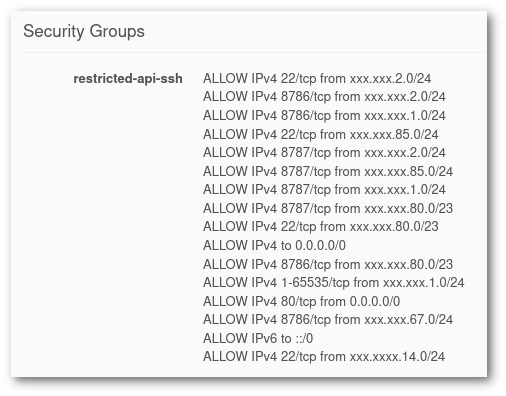 Security Groups
restricted-api-ssh ALLOW IPv4 22/tcp from xxx.xxx.2.0/24
ALLOW IPv4 8786/tcp from xxx.xxx.2.0/24
ALLOW IPv4 8786/tcp from xxx.xxx.1.0/24
ALLOW IPv4 22/tcp from xxx.xxx.85.0/24
ALLOW IPv4 8787/tcp from xxx.xxx.2.0/24
ALLOW IPv4 8787/tcp from xxx.xxx.85.0/24
ALLOW IPv4 8787/tcp from xxx.xxx.1.0/24
ALLOW IPv4 8787/tcp from xxx.xxx.80.0/23
ALLOW IPv4 22/tcp from xxx.xxx.80.0/23
ALLOW IPv4 to 0.0.0.0/0
ALLOW IPv4 8786/tcp from xxx.xxx.80.0/23
ALLOW IPv4 1-65535/tcp from xxx.xxx.1.0/24
ALLOW IPv4 80/tcp from 0.0.0.0/0
ALLOW IPv4 8786/tcp from xxx.xxx.67.0/24
ALLOW IPv6 to ::/0
ALLOW IPv4 22/tcp from xxx.xxxx.14.0/24